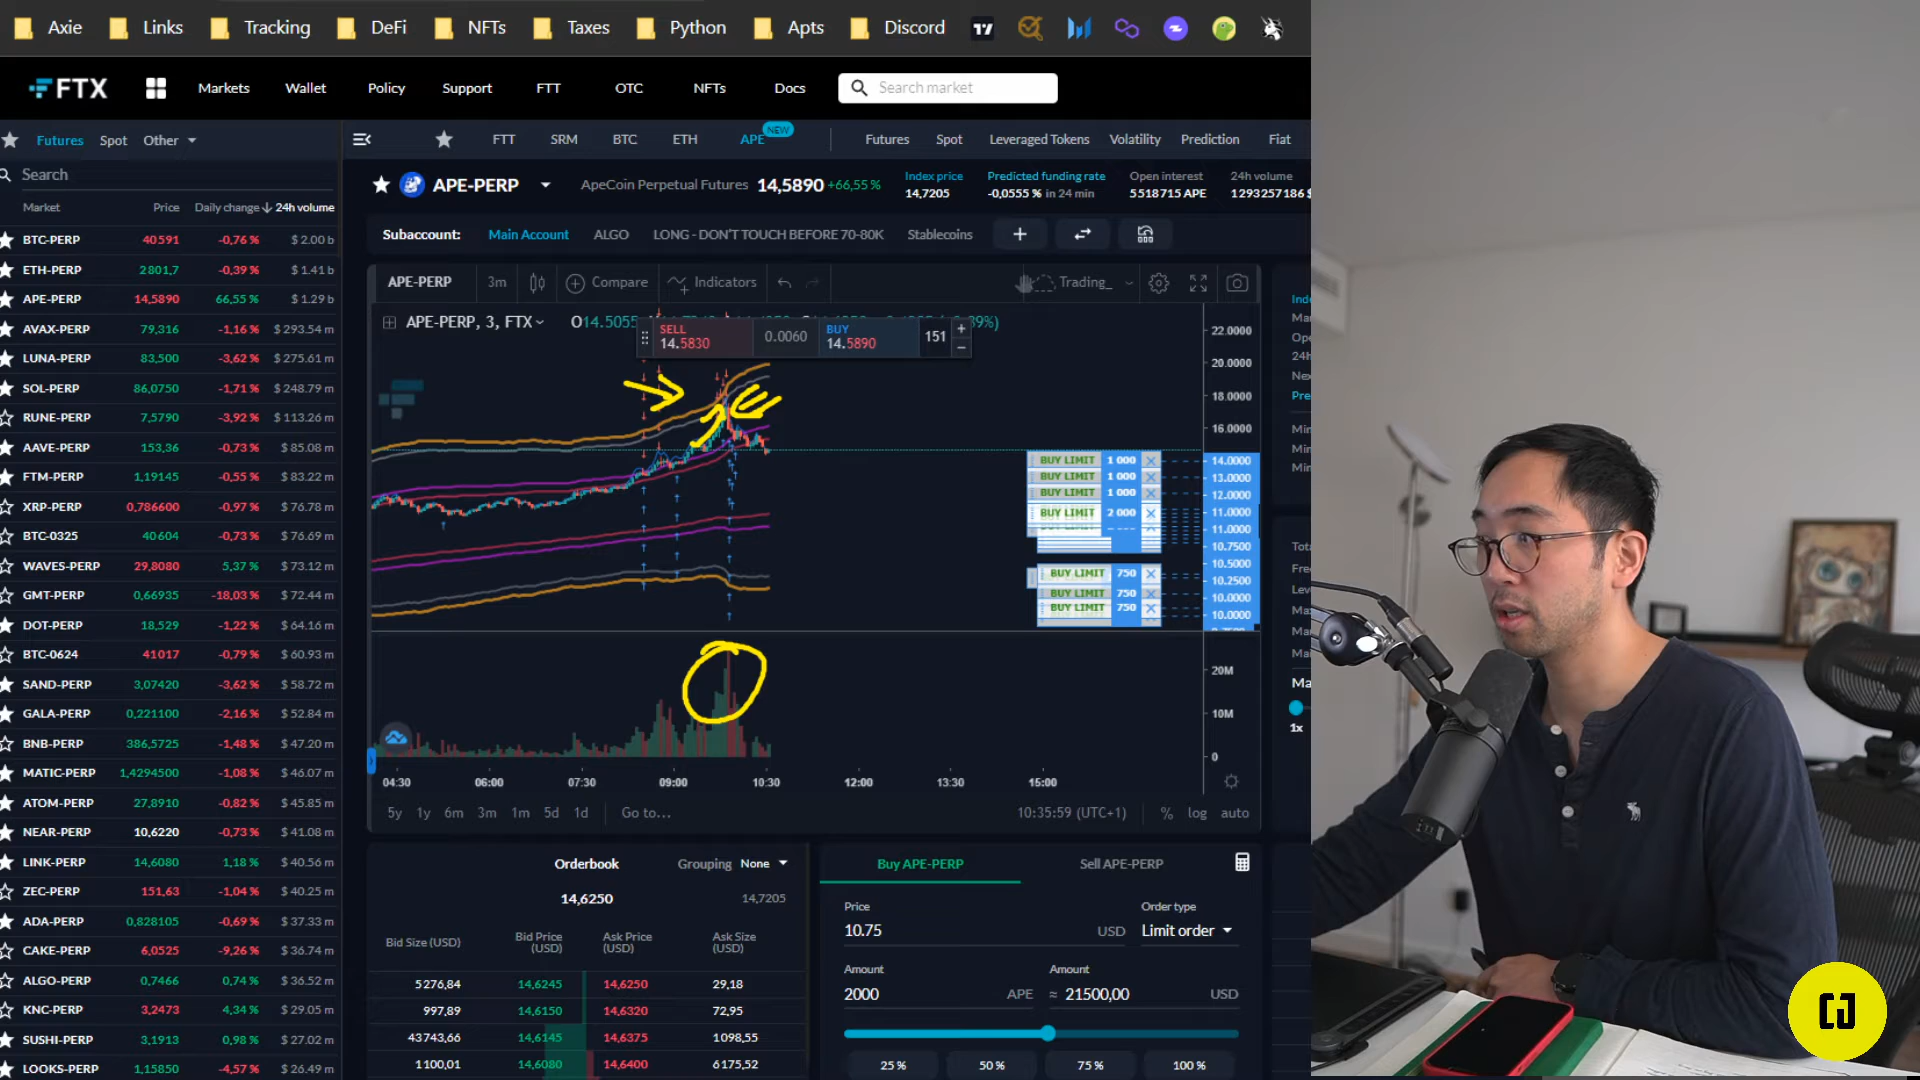 Axie Links Tracking DeFi NFTs Taxes Python Apts Discord
FTX Markets Wallet Policy Support FTT OTC NFTs Docs Search market
Futures Spot Other
FTT SRM BTC ETH APE NEW Futures Spot Leveraged Tokens Volatility Prediction Fiat
Search
APE-PERP ApeCoin Perpetual Futures 14,5890 +66,55 %
Index price
14,7205
Predicted funding rate
-0,0555 % in 24 min
Open interest
5518715 APE
24h volume
1293257186 $
Subaccount: Main Account ALGO LONG - DON'T TOUCH BEFORE 70-80K Stablecoins
Market Price Daily change 24h volume
BTC-PERP 40591 -0,76 % $ 2.00 b
ETH-PERP 2801,7 -0,39 % $ 1.41 b
APE-PERP 14,5890 66,55 % $ 1.29 b
AVAX-PERP 79,316 -1,16 % $ 293.54 m
LUNA-PERP 83,500 -3,62 % $ 275.61 m
SOL-PERP 86,0750 -1,71 % $ 248.79 m
RUNE-PERP 7,5790 -3,92 % $ 113.26 m
AAVE-PERP 153,36 -0,73 % $ 85.08 m
FTM-PERP 1,19145 -0,55 % $ 83.22 m
XRP-PERP 0,786600 -0,97 % $ 76.78 m
BTC-0325 40604 -0,73 % $ 76.69 m
WAVES-PERP 29,8080 5,37 % $ 73.12 m
GMT-PERP 0,66935 -18,03 % $ 72.44 m
DOT-PERP 18,529 -1,22 % $ 64.16 m
BTC-0624 41017 -0,79 % $ 60.93 m
SAND-PERP 3,07420 -3,62 % $ 58.72 m
GALA-PERP 0,221100 -2,16 % $ 52.84 m
BNB-PERP 386,5725 -1,48 % $ 47.20 m
MATIC-PERP 1,4294500 -1,08 % $ 46.07 m
ATOM-PERP 27,8910 -0,82 % $ 45.85 m
NEAR-PERP 10,6220 -0,73 % $ 41.08 m
LINK-PERP 14,6080 1,18 % $ 40.56 m
ZEC-PERP 151,63 -1,04 % $ 40.25 m
ADA-PERP 0,828105 -0,69 % $ 37.33 m
CAKE-PERP 6,0525 -9,26 % $ 36.74 m
ALGO-PERP 0,7466 0,74 % $ 36.52 m
KNC-PERP 3,2473 4,34 % $ 29.05 m
SUSHI-PERP 3,1913 0,98 % $ 27.02 m
LOOKS-PERP 1,15850 -4,57 % $ 26.49 m
APE-PERP 3m Compare Indicators Trading_
APE-PERP, 3, FTX O14.5055
SELL
14.5830
0.0060
BUY
14.5890
151 + −
22.0000
20.0000
18.0000
16.0000
BUY LIMIT 1 000 14.0000
BUY LIMIT 1 000 13.0000
BUY LIMIT 1 000 12.0000
BUY LIMIT 2 000 11.0000
11.0000
10.7500
10.5000
BUY LIMIT 750 10.2500
BUY LIMIT 750 10.0000
BUY LIMIT 750 10.0000
20M
10M
0
04:30 06:00 07:30 09:00 10:30 12:00 13:30 15:00
5y 1y 6m 3m 1m 5d 1d Go to... 10:35:59 (UTC+1) % log auto
1x
Orderbook Grouping None
14,6250 14,7205
Bid Size (USD) Bid Price (USD) Ask Price (USD) Ask Size (USD)
5276,84 14,6245 14,6250 29,18
997,89 14,6150 14,6320 72,95
43743,66 14,6145 14,6375 1098,55
1100,01 14,6080 14,6400 6175,52
Buy APE-PERP Sell APE-PERP
Price Order type
10.75 USD Limit order
Amount Amount
2000 APE ≈ 21500,00 USD
25 % 50 % 75 % 100 %